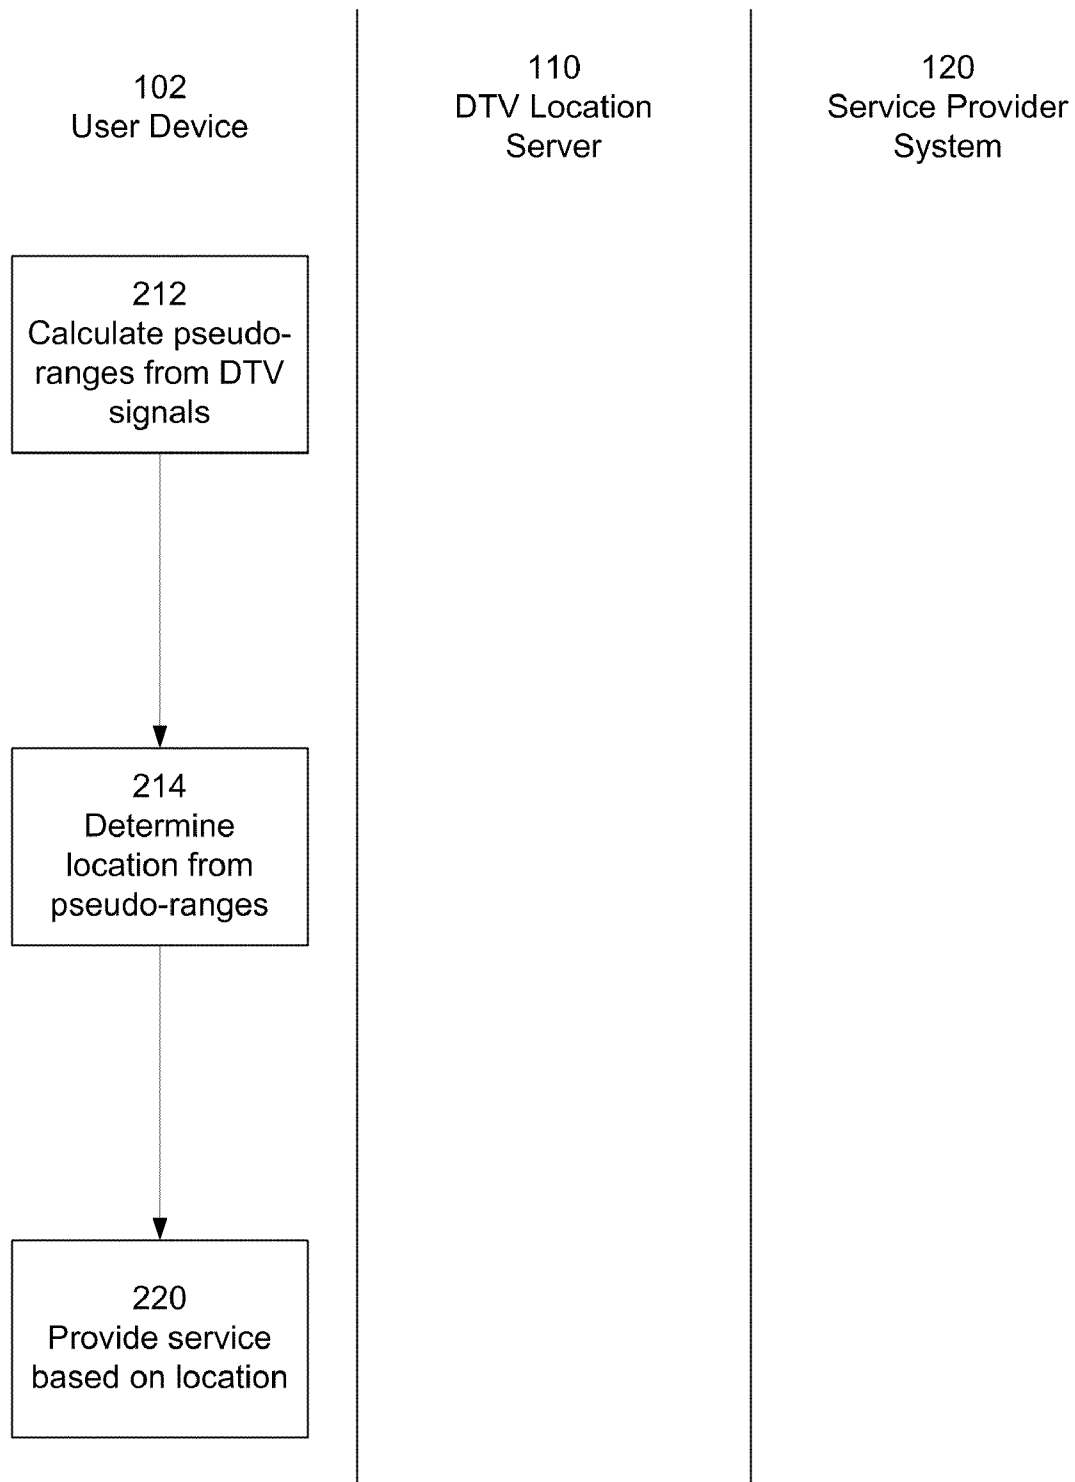 102
User Device
110
DTV Location
Server
120
Service Provider
System
212
Calculate pseudo-
ranges from DTV
signals
214
Determine
location from
pseudo-ranges
220
Provide service
based on location